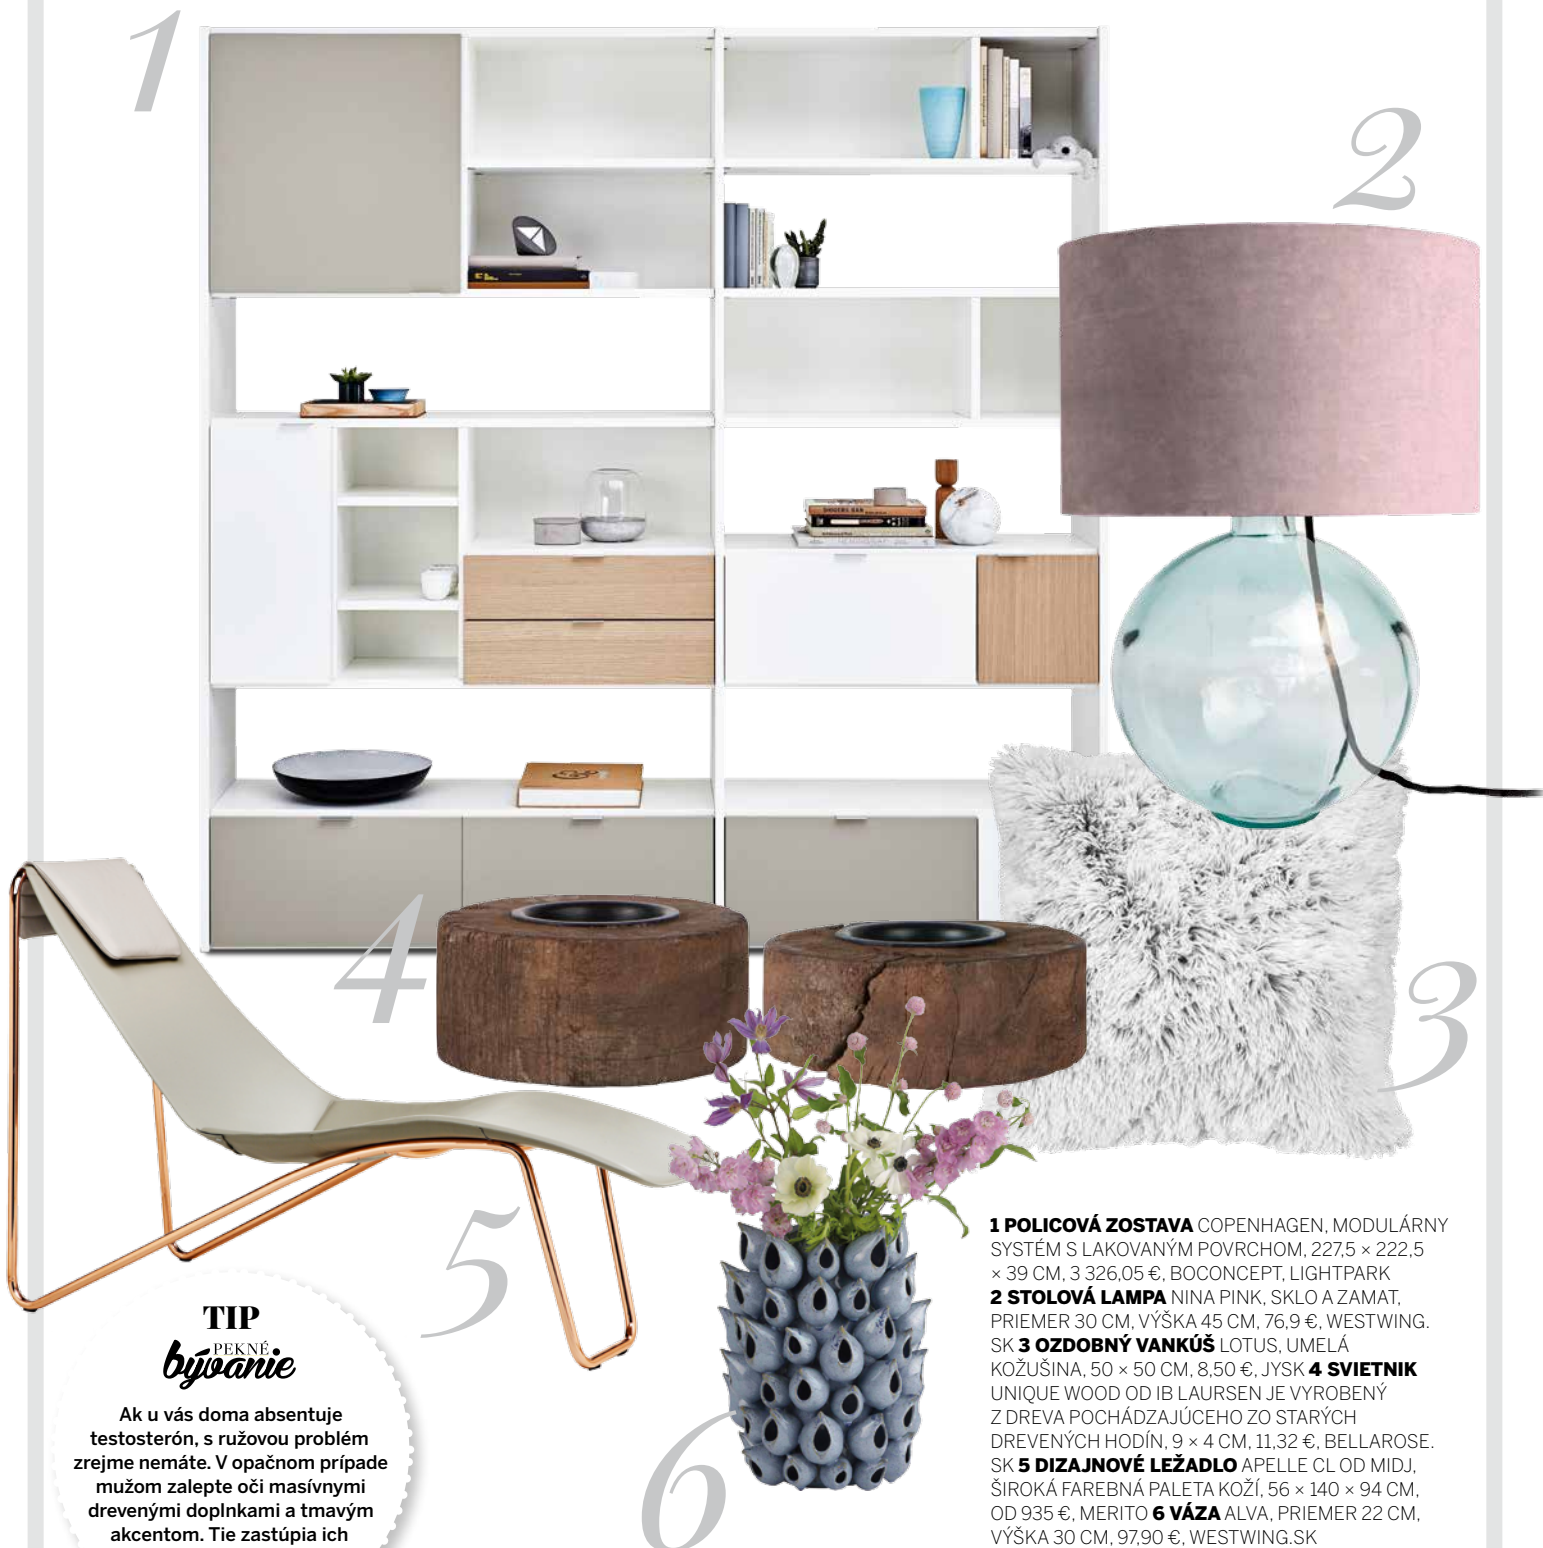 1
2
3
4
5
6
1 POLICOVÁ ZOSTAVA COPENHAGEN, MODULÁRNY
SYSTÉM S LAKOVANÝM POVRCHOM, 227,5 × 222,5
× 39 CM, 3 326,05 €, BOCONCEPT, LIGHTPARK
2 STOLOVÁ LAMPA NINA PINK, SKLO A ZAMAT,
PRIEMER 30 CM, VÝŠKA 45 CM, 76,9 €, WESTWING.
SK 3 OZDOBNÝ VANKÚŠ LOTUS, UMELÁ
KOŽUŠINA, 50 × 50 CM, 8,50 €, JYSK 4 SVIETNIK
UNIQUE WOOD OD IB LAURSEN JE VYROBENÝ
Z DREVA POCHÁDZAJÚCEHO ZO STARÝCH
DREVENÝCH HODÍN, 9 × 4 CM, 11,32 €, BELLAROSE.
SK 5 DIZAJNOVÉ LEŽADLO APELLE CL OD MIDJ,
ŠIROKÁ FAREBNÁ PALETA KOŽÍ, 56 × 140 × 94 CM,
OD 935 €, MERITO 6 VÁZA ALVA, PRIEMER 22 CM,
VÝŠKA 30 CM, 97,90 €, WESTWING.SK
TIP
PEKNÉ
bývanie
Ak u vás doma absentuje
testosterón, s ružovou problém
zrejme nemáte. V opačnom prípade
mužom zalepte oči masívnymi
drevenými doplnkami a tmavým
akcentom. Tie zastúpia ich